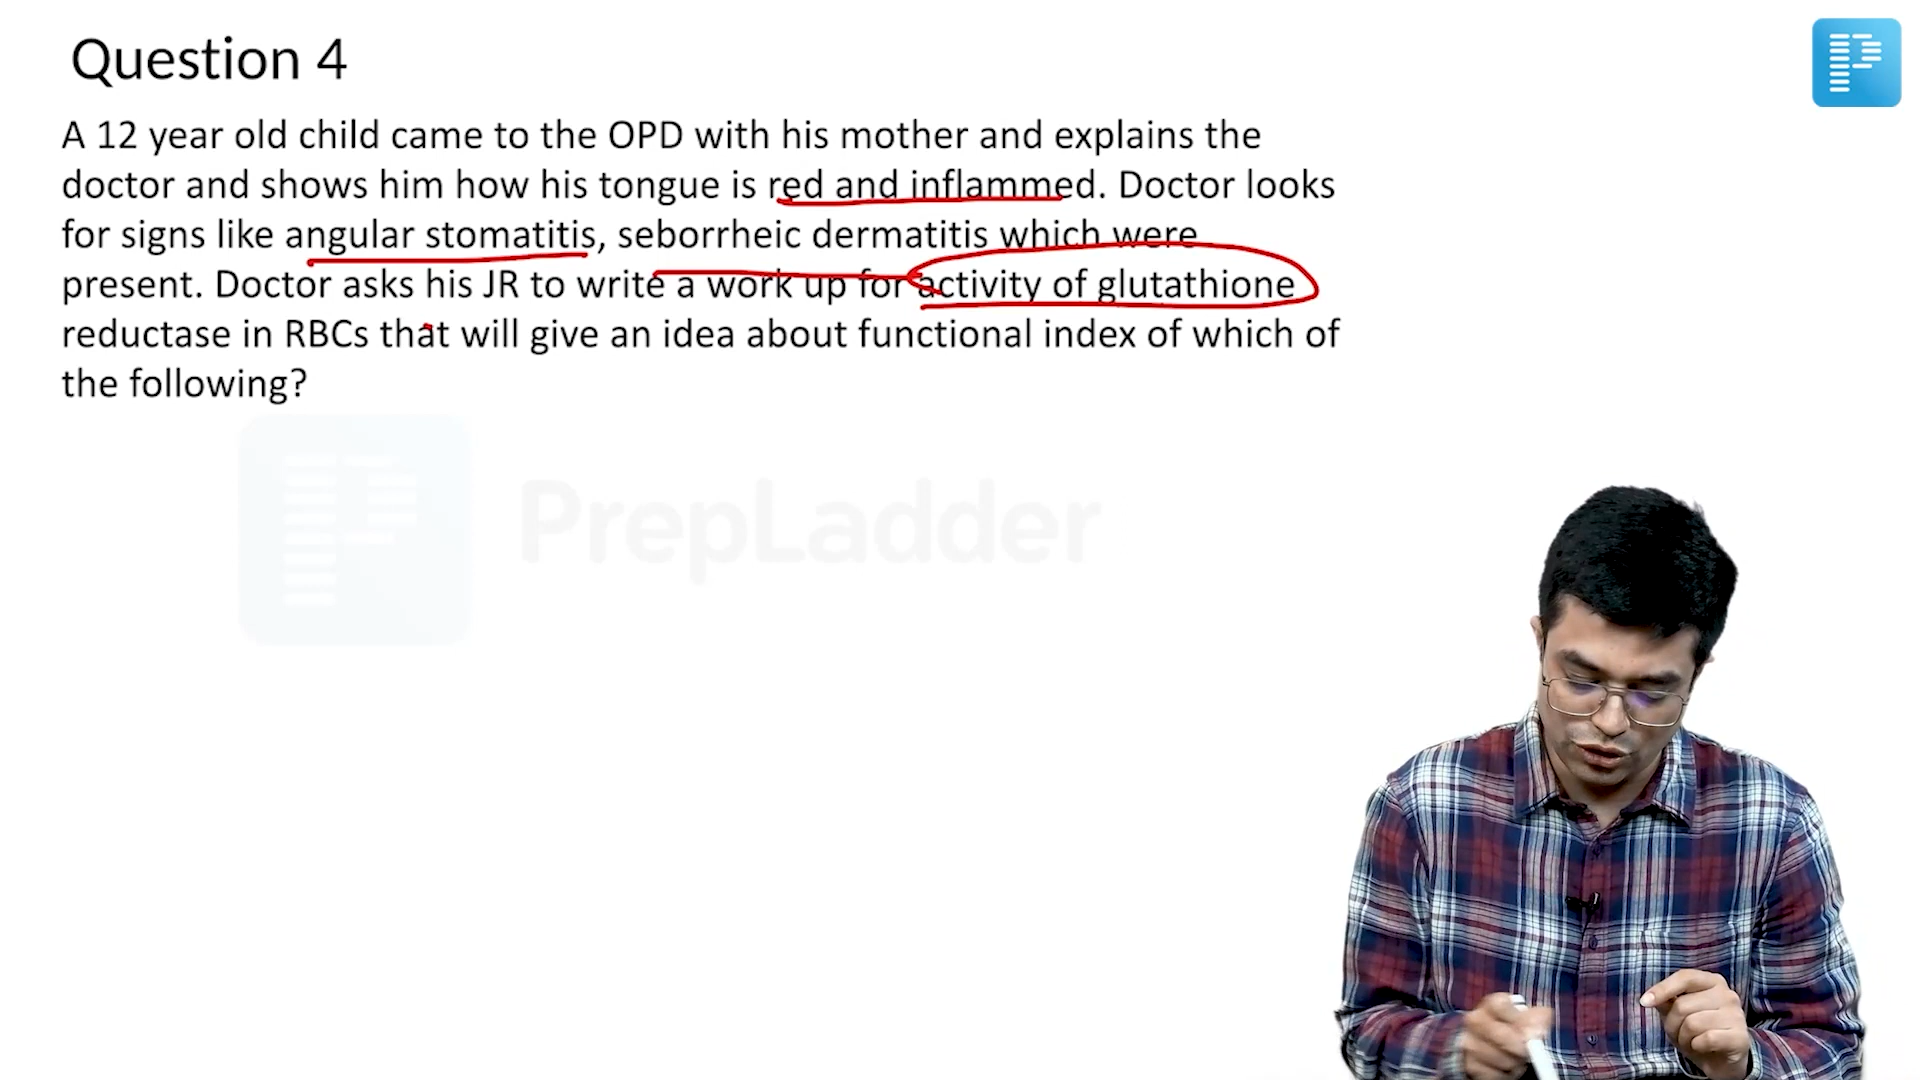 Question 4
A 12 year old child came to the OPD with his mother and explains the
doctor and shows him how his tongue is red and inflammed. Doctor looks
for signs like angular stomatitis, seborrheic dermatitis which were
present. Doctor asks his JR to write a work up for activity of glutathione
reductase in RBCs that will give an idea about functional index of which of
the following?
PrepLadder